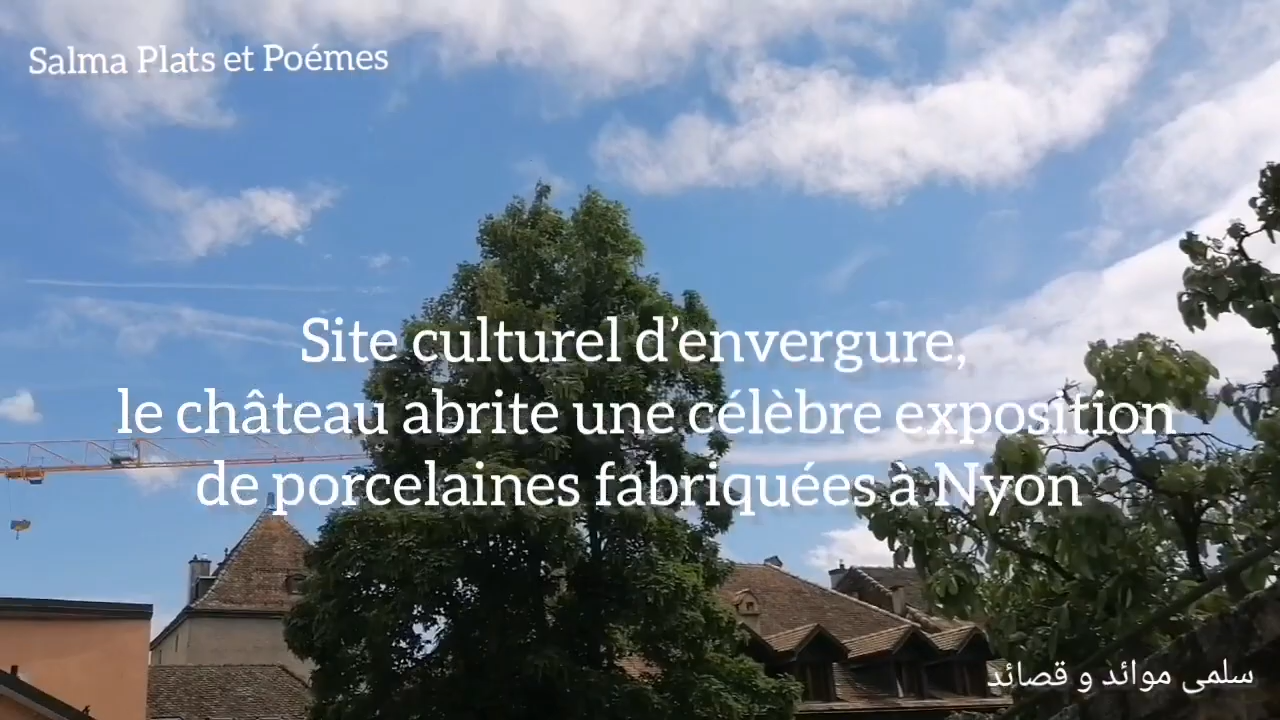 Salma Plats et Poémes
Site culturel d’envergure,
le château abrite une célèbre exposition
de porcelaines fabriquées à Nyon
سلمى موائد و قصائد